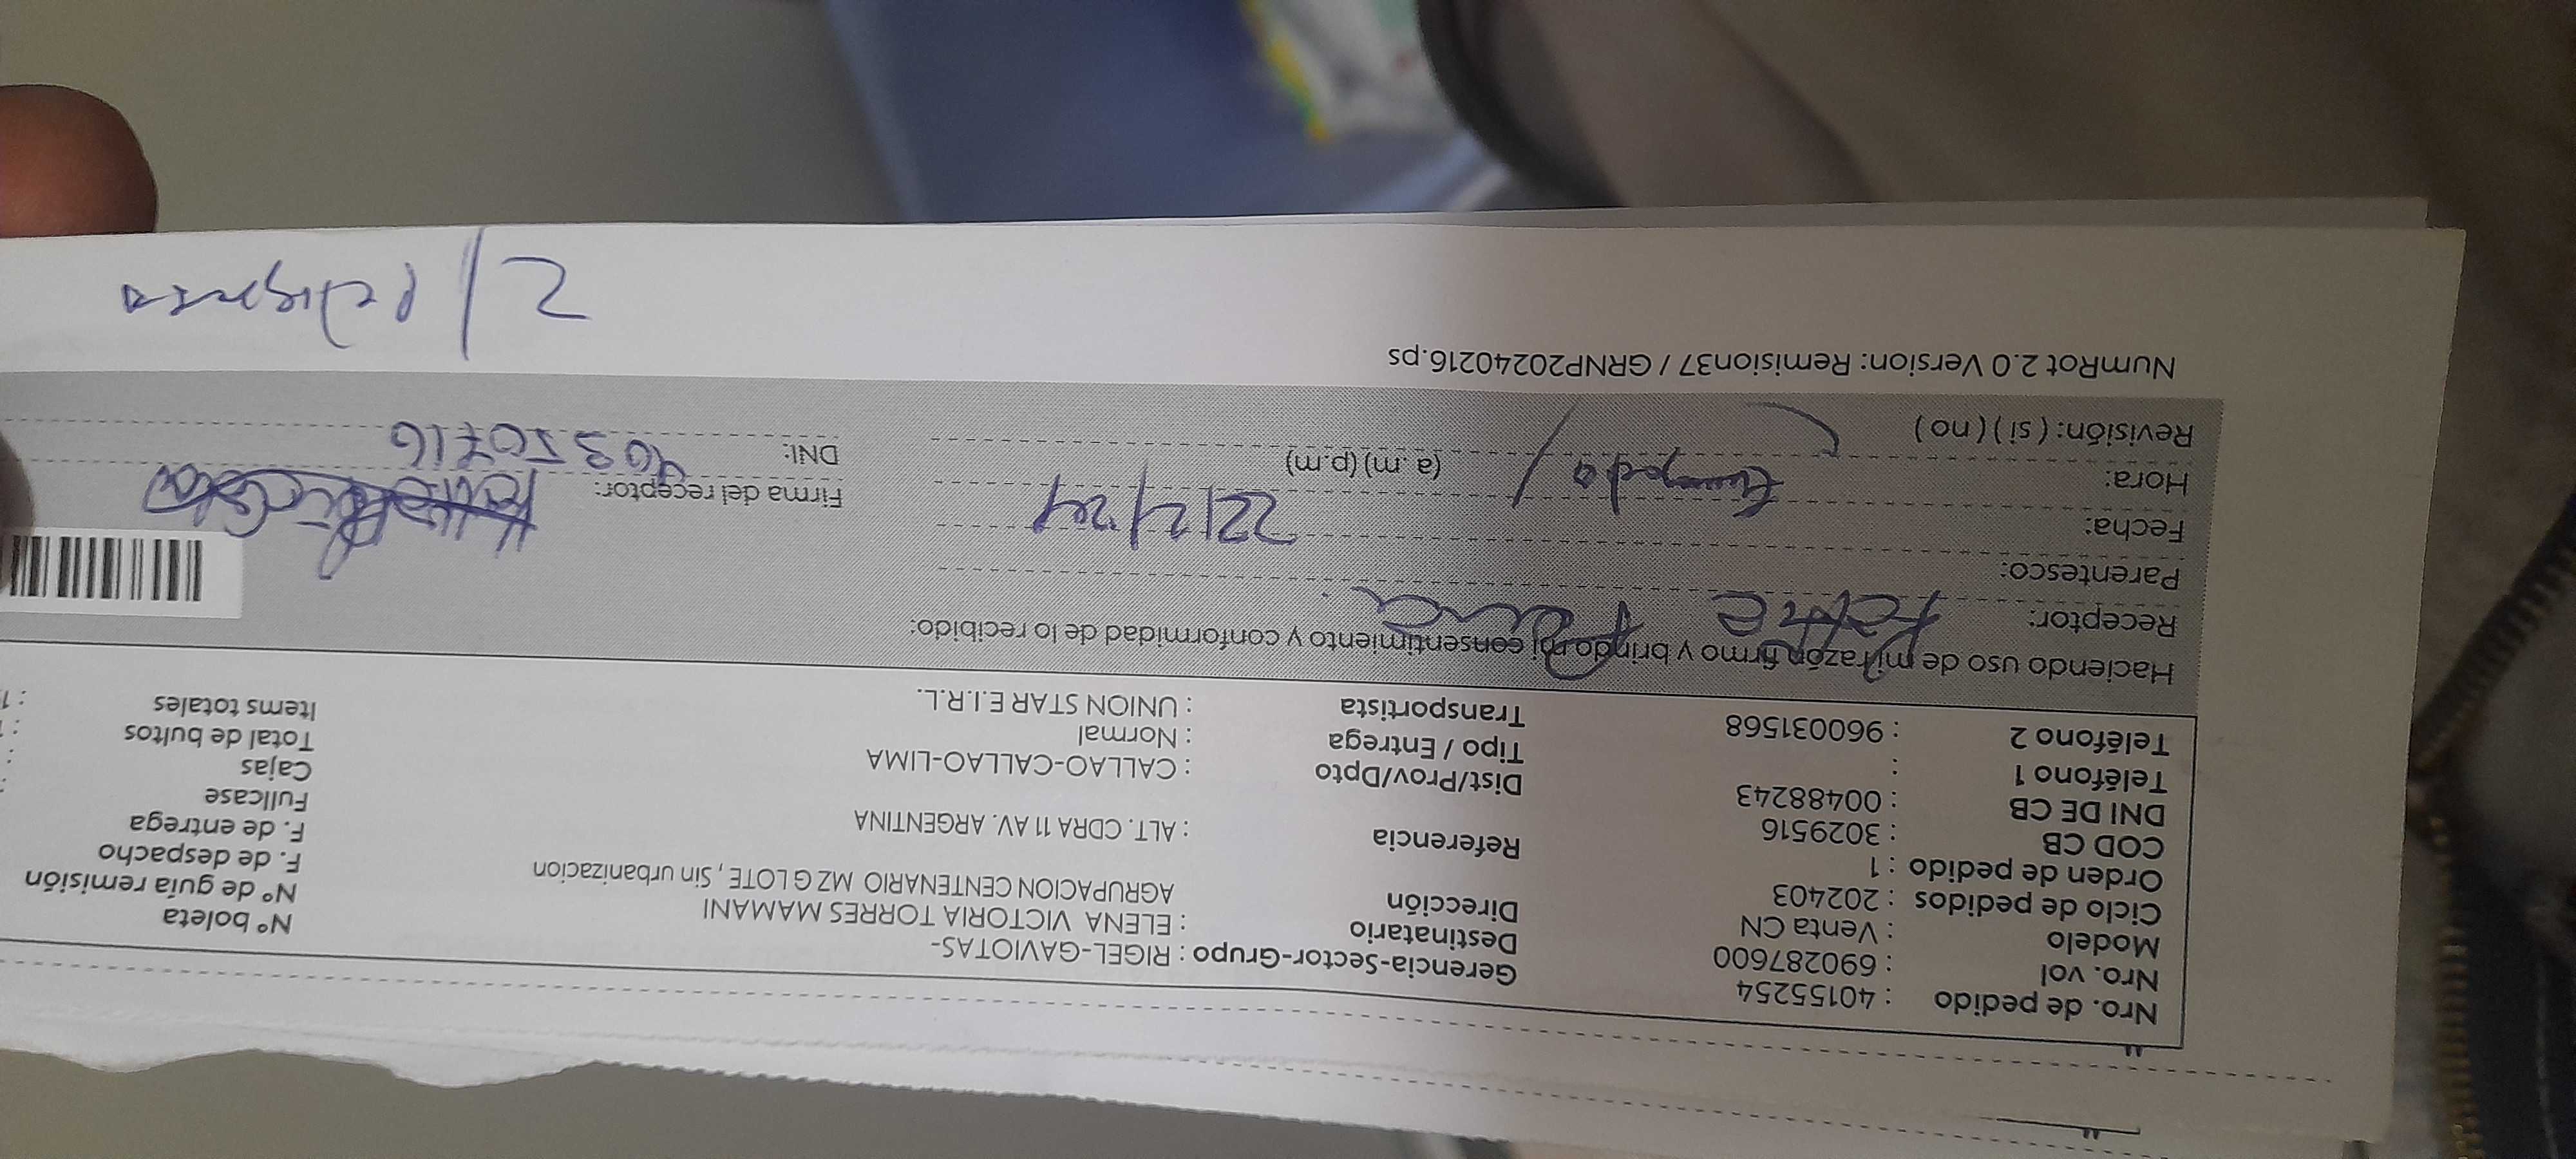 Nro. de pedido : 40155254
Nro. vol : 690287600
Modelo : Venta CN
Ciclo de pedidos : 202403
Orden de pedido : 1
COD CB : 3029516
DNI DE CB : 00488243
Teléfono 1 :
Teléfono 2 : 960031568
Gerencia-Sector-Grupo : RIGEL-GAVIOTAS-
Destinatario : ELENA VICTORIA TORRES MAMANI
Dirección AGRUPACION CENTENARIO MZ G LOTE , Sin urbanizacion
Referencia : ALT. CDRA 11 AV. ARGENTINA
Dist/Prov/Dpto : CALLAO-CALLAO-LIMA
Tipo / Entrega : Normal
Transportista : UNION STAR E.I.R.L.
Nº boleta
Nº de guía remisión
F. de despacho
F. de entrega
Fullcase
Cajas
Total de bultos
Items totales
Haciendo uso de mi razón firmo y brindo mi consentimiento y conformidad de lo recibido:
Receptor:
Parentesco:
Fecha: 22/2/24
Hora: (a .m) (p.m)
Revisión: ( si ) ( no )
Firma del receptor:
DNI: 40350716
NumRot 2.0 Version: Remision37 / GRNP20240216.ps